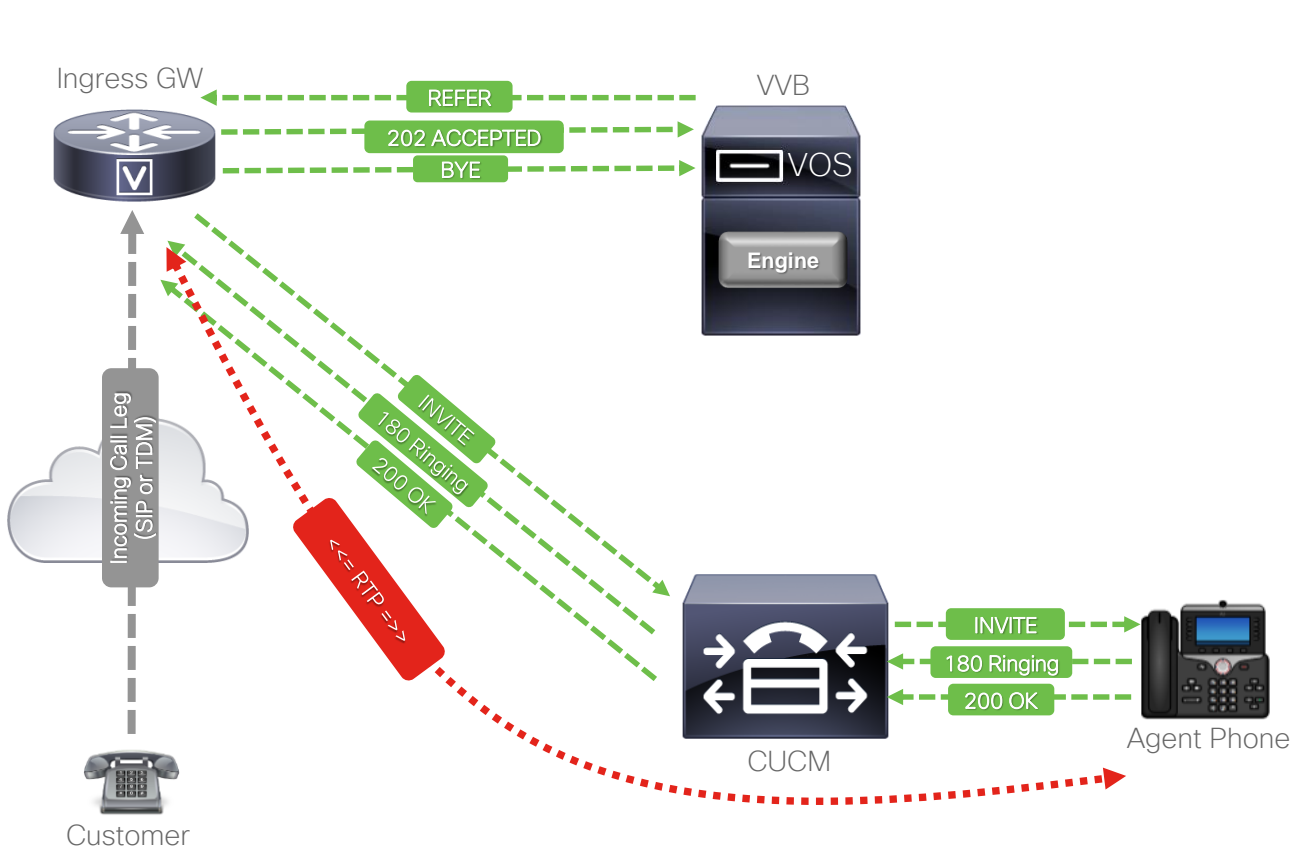 Ingress GW
REFER
VVB
202 ACCEPTED
BYE
V
VOS
Engine
INVITE
180 Ringing
200 OK
Incoming Call Leg
(SIP or TDM)
<<= RTP =>>
INVITE
180 Ringing
200 OK
Agent Phone
CUCM
Customer